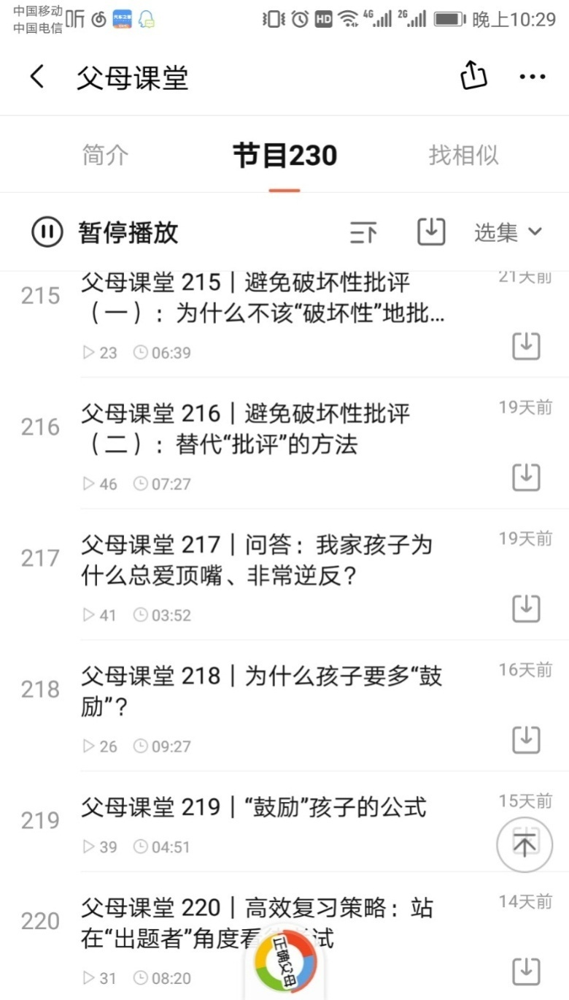 中国移动
中国电信 听 HD 4G 2G 晚上10:29
父母课堂
简介 节目230 找相似
暂停播放 选集
215 父母课堂 215｜避免破坏性批评 21天前
（一）：为什么不该“破坏性”地批...
23 06:39
216 父母课堂 216｜避免破坏性批评 19天前
（二）：替代“批评”的方法
46 07:27
217 父母课堂 217｜问答：我家孩子为 19天前
什么总爱顶嘴、非常逆反？
41 03:52
218 父母课堂 218｜为什么孩子要多“鼓 16天前
励”？
26 09:27
219 父母课堂 219｜“鼓励”孩子的公式 15天前
39 04:51
220 父母课堂 220｜高效复习策略：站 14天前
在“出题者”角度看 试
正确父母
31 08:20